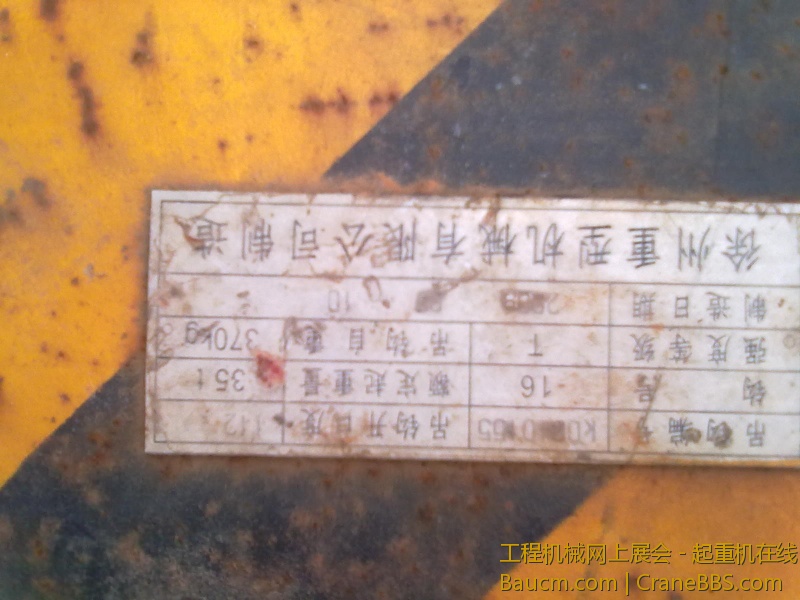 吊钩编号 吊钩开口度
钩号 16 额定起重量 35t
强度等级 T 吊钩自重 370kg
制造日期 10
徐州重型机械有限公司制造
工程机械网上展会 - 起重机在线
Baucm.com | CraneBBS.com